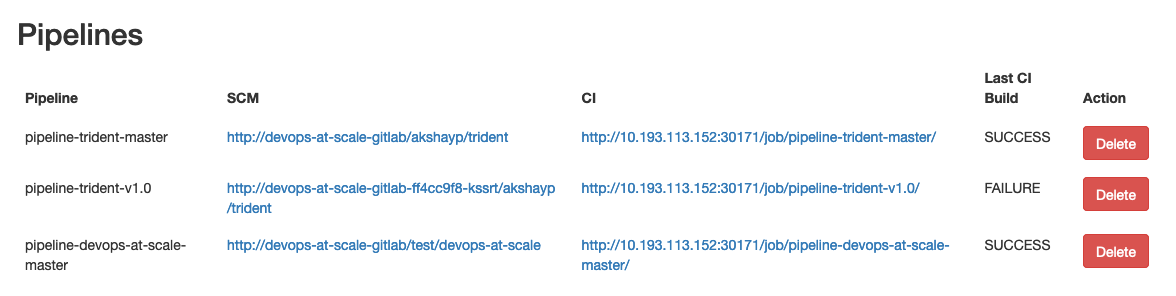 Pipelines
Pipeline SCM CI Last CI Build Action
pipeline-trident-master http://devops-at-scale-gitlab/akshayp/trident http://10.193.113.152:30171/job/pipeline-trident-master/ SUCCESS Delete
pipeline-trident-v1.0 http://devops-at-scale-gitlab-ff4cc9f8-kssrt/akshayp http://10.193.113.152:30171/job/pipeline-trident-v1.0/ FAILURE Delete
/trident
pipeline-devops-at-scale- http://devops-at-scale-gitlab/test/devops-at-scale http://10.193.113.152:30171/job/pipeline-devops-at-scale- SUCCESS Delete
master master/